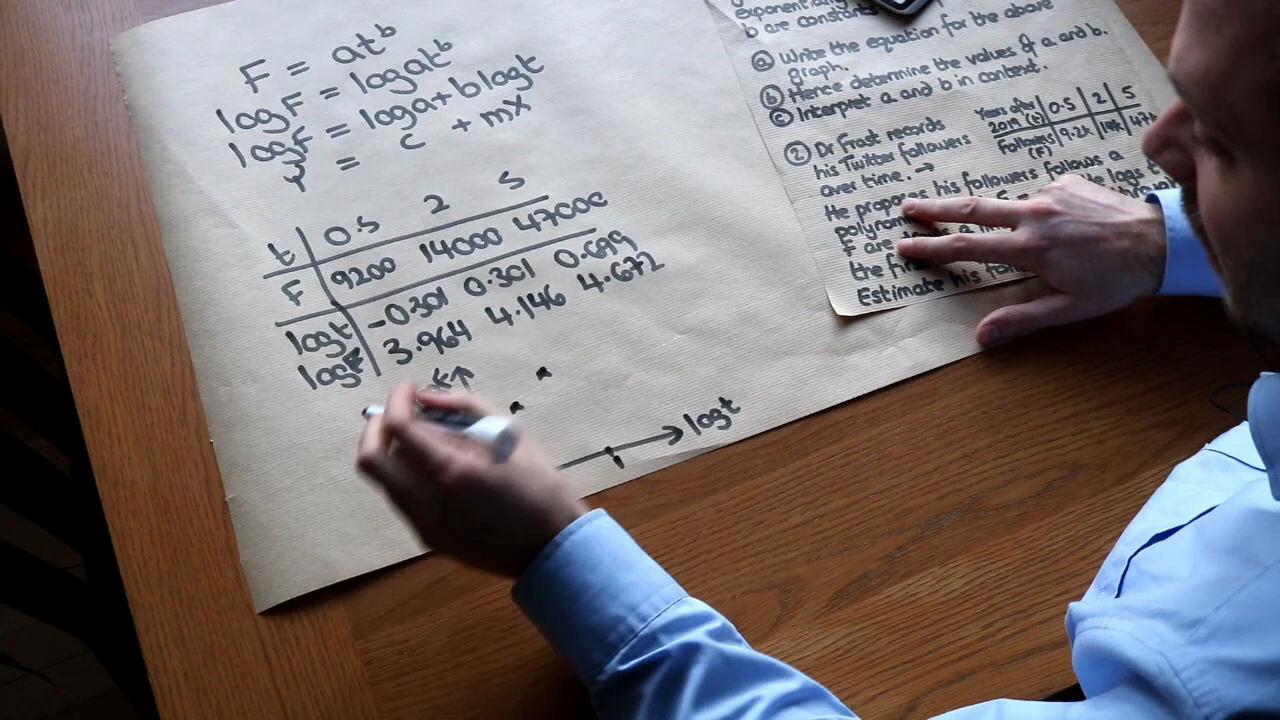 F = at^b
log F = log at^b
log F = log a + b log t
y = c + mx
t 0.5 2 5
F 9200 14000 47000
log t -0.301 0.301 0.699
log F 3.964 4.146 4.672
log t
1
exponentially
b are constants
(a) Write the equation for the above
graph.
(b) Hence determine the values of a and b.
(c) Interpret a and b in context.
(2) Dr Frost records
his Twitter followers
over time. →
Years after
2019 (t) 0.5 2 5
Followers
(F) 9.2k 14k 47k
He proposes his followers follows a
F are
the
Estimate his